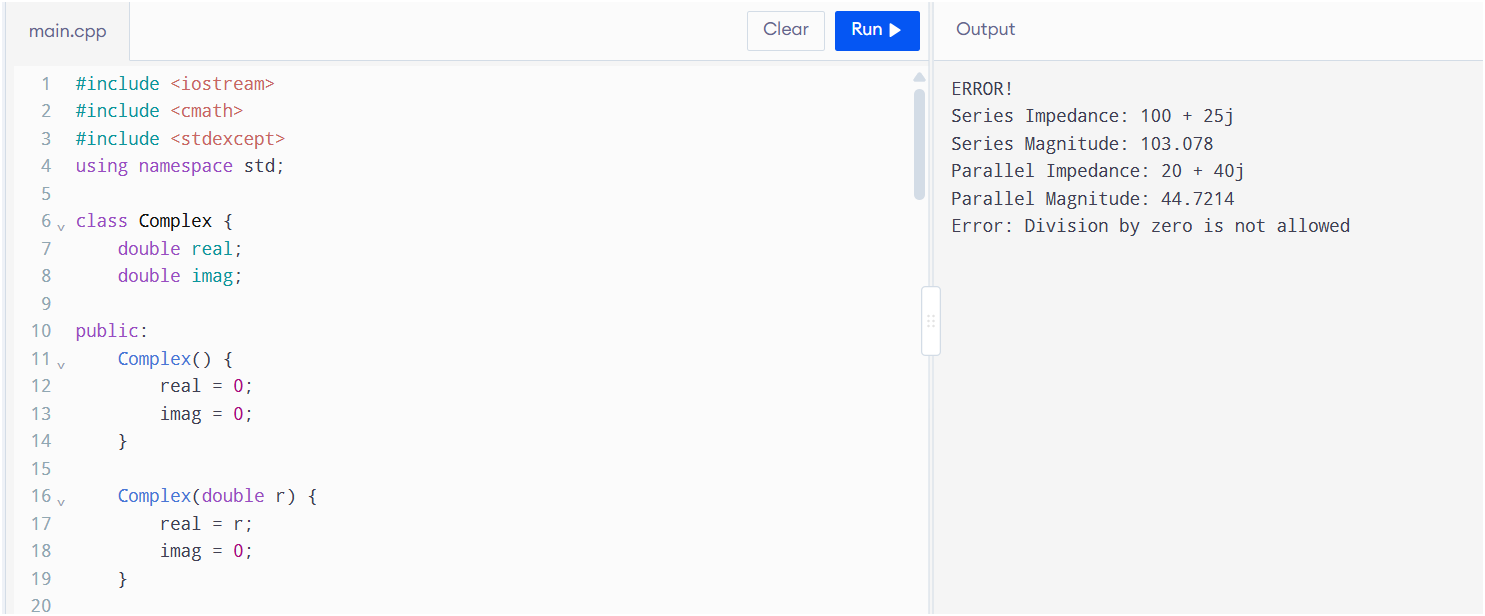 main.cpp
Clear
Run
Output
1 #include <iostream>
2 #include <cmath>
3 #include <stdexcept>
4 using namespace std;
5
6 class Complex {
7     double real;
8     double imag;
9
10 public:
11     Complex() {
12         real = 0;
13         imag = 0;
14     }
15
16     Complex(double r) {
17         real = r;
18         imag = 0;
19     }
20
ERROR!
Series Impedance: 100 + 25j
Series Magnitude: 103.078
Parallel Impedance: 20 + 40j
Parallel Magnitude: 44.7214
Error: Division by zero is not allowed